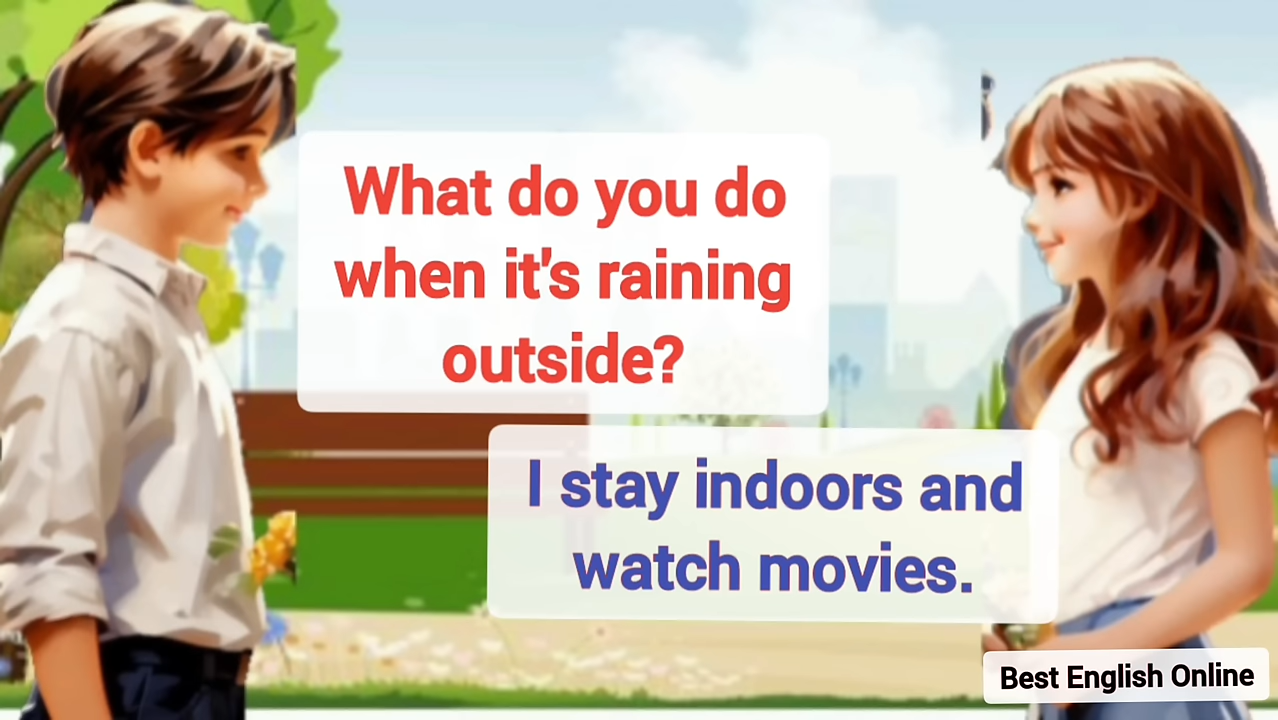 What do you do
when it's raining
outside?
I stay indoors and
watch movies.
Best English Online